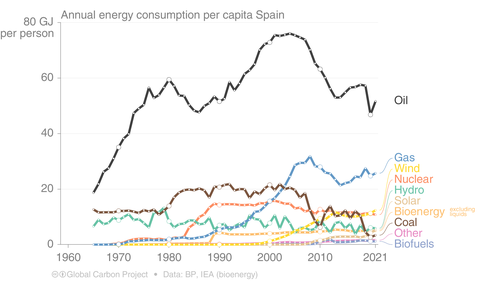 Annual energy consumption per capita Spain
80 GJ
per person
60
40
20
0
Oil
Gas
Wind
Nuclear
Hydro
Solar
Bioenergy excluding liquids
Coal
Other
Biofuels
1960 1970 1980 1990 2000 2010 2021
Global Carbon Project • Data: BP, IEA (bioenergy)